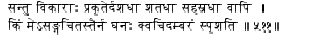 सन्तु विकाराः प्रकृतेर्दशधा शतधा सहस्रधा वापि ।
किं मेऽसङ्गचितस्तैर्न घनः क्वचिदम्बरं स्पृशति ॥ ५११॥